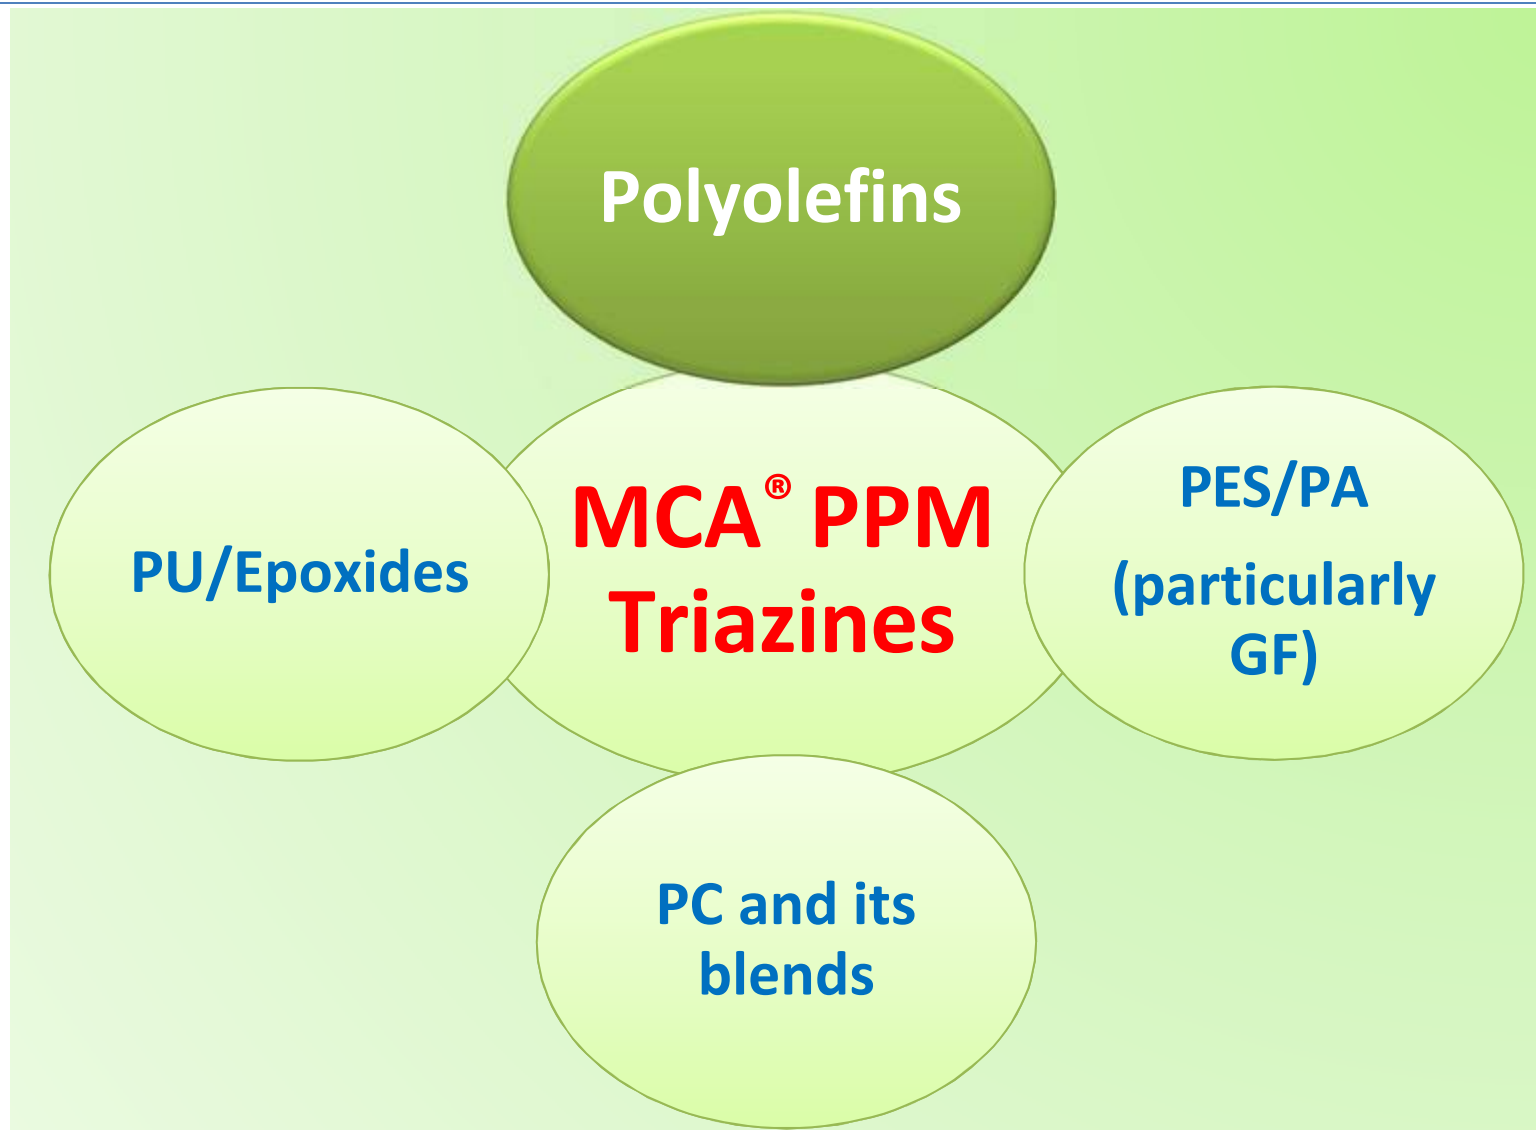 Polyolefins
MCA® PPM
Triazines
PU/Epoxides
PES/PA
(particularly
GF)
PC and its
blends